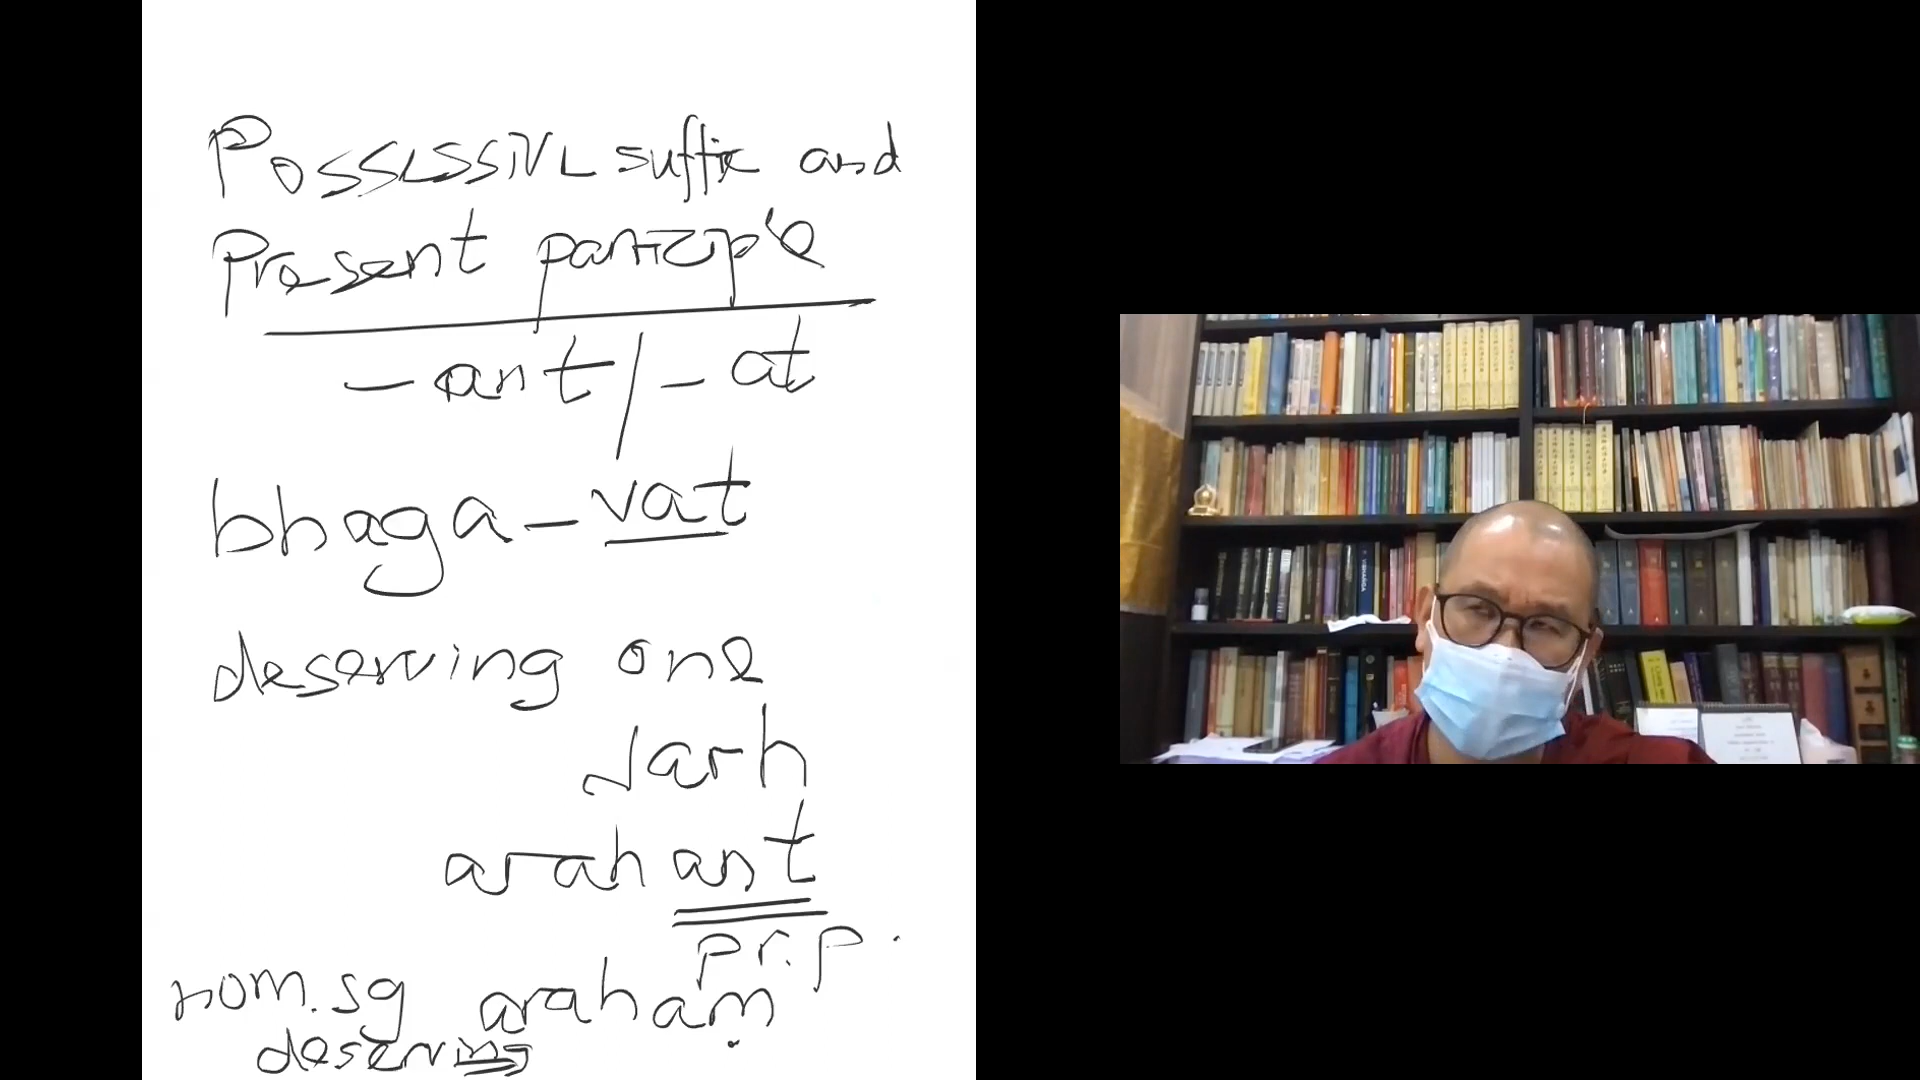 Possessive suffix and
Present participle
- ant / - at
bhaga - vat
deserving one
√arh
arahant
pr. p.
nom. sg arahaṃ
deserving